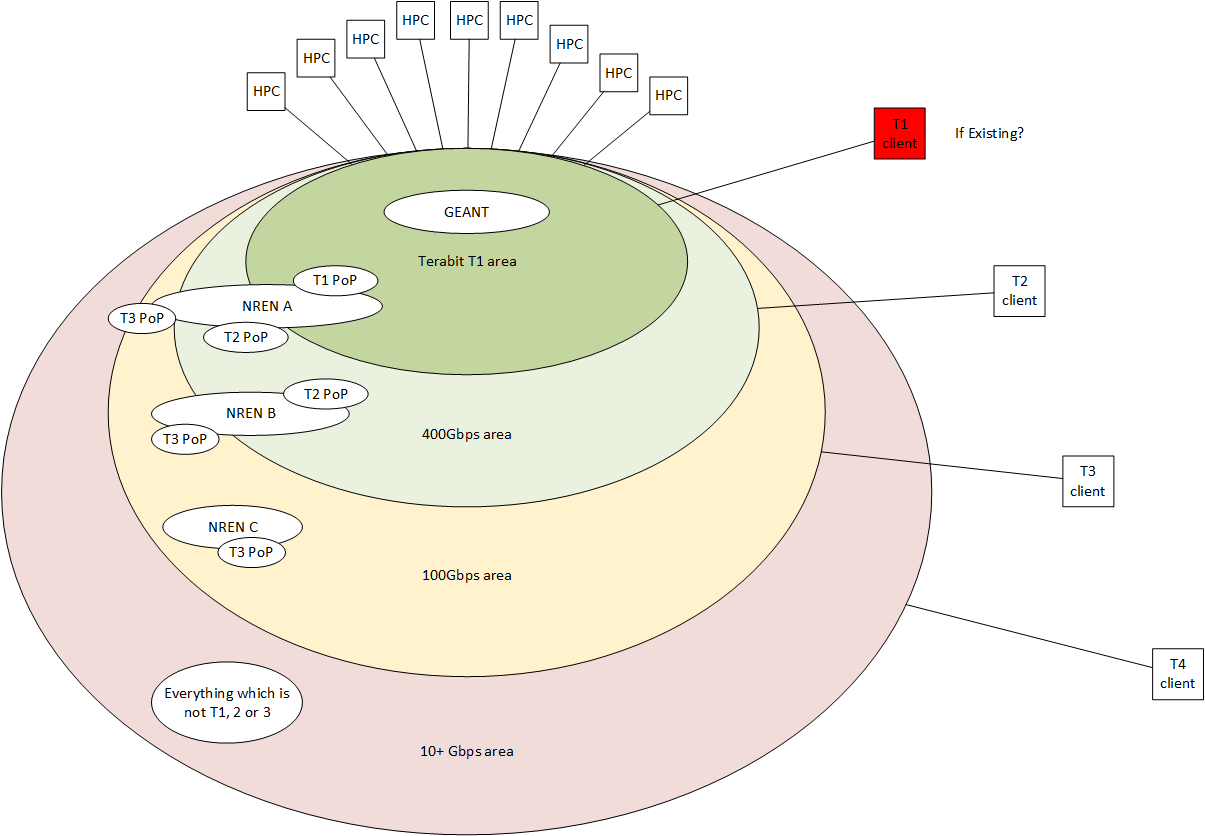 HPC
HPC
HPC
HPC
HPC
HPC
HPC
HPC
HPC
T1
client
If Existing?
GEANT
Terabit T1 area
T1 PoP
NREN A
T3 PoP
T2 PoP
T2
client
T2 PoP
NREN B
T3 PoP
400Gbps area
T3
client
NREN C
T3 PoP
100Gbps area
T4
client
Everything which is
not T1, 2 or 3
10+ Gbps area